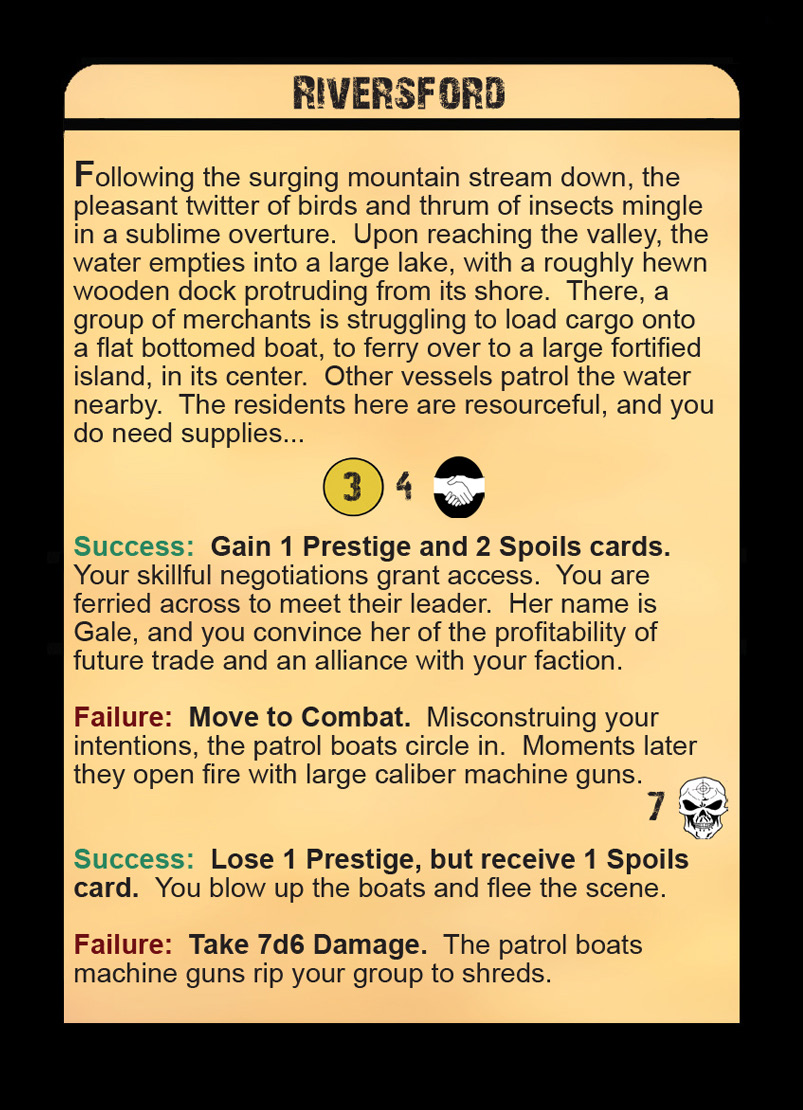 RIVERSFORD
Following the surging mountain stream down, the
pleasant twitter of birds and thrum of insects mingle
in a sublime overture.  Upon reaching the valley, the
water empties into a large lake, with a roughly hewn
wooden dock protruding from its shore.  There, a
group of merchants is struggling to load cargo onto
a flat bottomed boat, to ferry over to a large fortified
island, in its center.  Other vessels patrol the water
nearby.  The residents here are resourceful, and you
do need supplies...
3 4
Success:  Gain 1 Prestige and 2 Spoils cards.
Your skillful negotiations grant access.  You are
ferried across to meet their leader.  Her name is
Gale, and you convince her of the profitability of
future trade and an alliance with your faction.
Failure:  Move to Combat.  Misconstruing your
intentions, the patrol boats circle in.  Moments later
they open fire with large caliber machine guns.
7
Success:  Lose 1 Prestige, but receive 1 Spoils
card.  You blow up the boats and flee the scene.
Failure:  Take 7d6 Damage.  The patrol boats
machine guns rip your group to shreds.